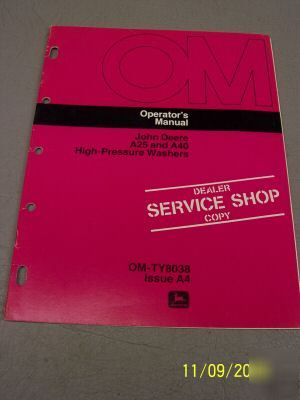 OM
Operator's
Manual
John Deere
A25 and A40
High-Pressure Washers
DEALER
SERVICE SHOP
COPY
OM-TY8038
Issue A4
11/09/20